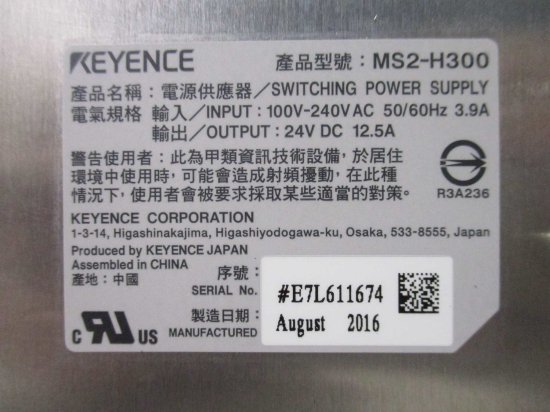 KEYENCE 產品型號：MS2-H300
產品名稱：電源供應器／SWITCHING POWER SUPPLY
電氣規格 輸入／INPUT: 100V-240V AC 50/60Hz 3.9A
輸出／OUTPUT: 24V DC 12.5A
警告使用者：此為甲類資訊技術設備，於居住
環境中使用時，可能會造成射頻擾動，在此種
情況下，使用者會被要求採取某些適當的對策。
R3A236
KEYENCE CORPORATION
1-3-14, Higashinakajima, Higashiyodogawa-ku, Osaka, 533-8555, Japan
Produced by KEYENCE JAPAN
Assembled in CHINA
產地：中國
序號：
SERIAL No.
#E7L611674
製造日期：
MANUFACTURED
August 2016
C RU US